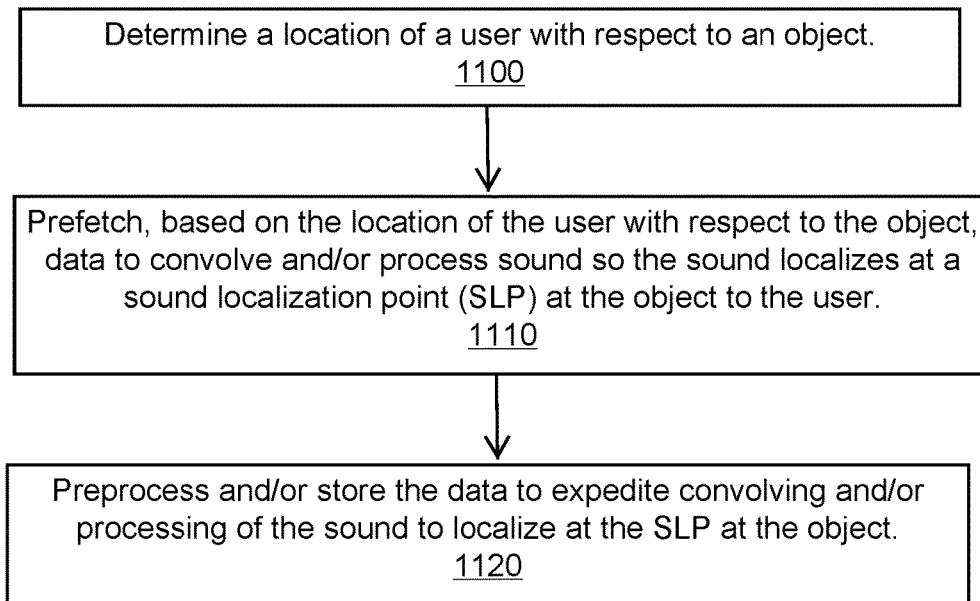 Determine a location of a user with respect to an object.
1100
Prefetch, based on the location of the user with respect to the object,
data to convolve and/or process sound so the sound localizes at a
sound localization point (SLP) at the object to the user.
1110
Preprocess and/or store the data to expedite convolving and/or
processing of the sound to localize at the SLP at the object.
1120